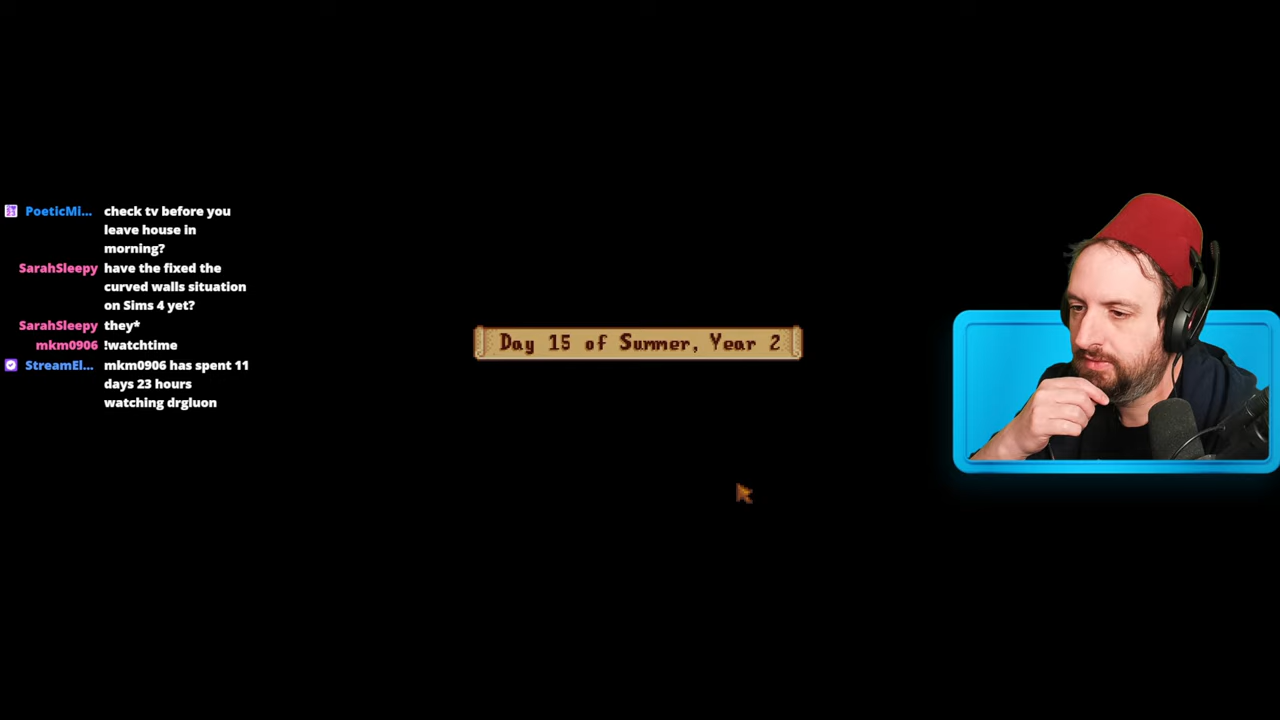 PoeticMi... check tv before you
leave house in
morning?
SarahSleepy have the fixed the
curved walls situation
on Sims 4 yet?
SarahSleepy they*
mkm0906 !watchtime
StreamEl... mkm0906 has spent 11
days 23 hours
watching drgluon
Day 15 of Summer, Year 2